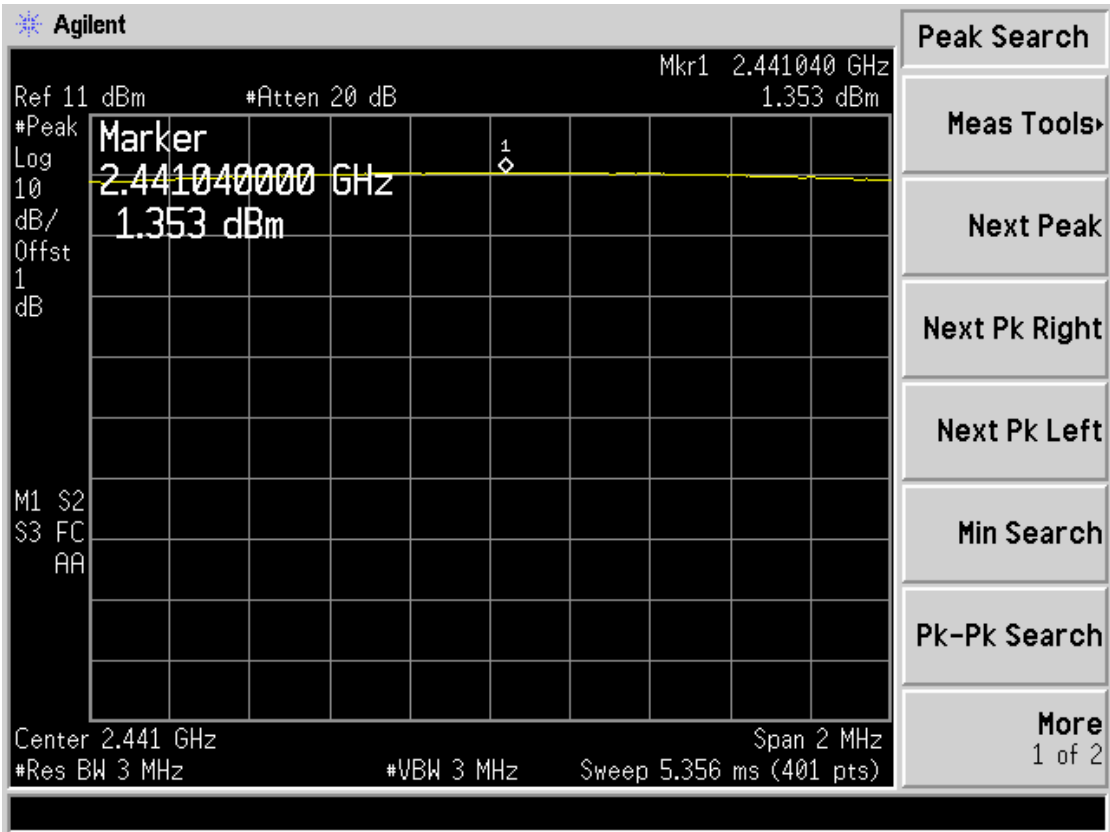 Agilent
Peak Search
Mkr1 2.441040 GHz
Ref 11 dBm #Atten 20 dB 1.353 dBm
#Peak
Log
10
dB/
Offst
1
dB
Marker
2.441040000 GHz
1.353 dBm
1
M1 S2
S3 FC
AA
Center 2.441 GHz Span 2 MHz
#Res BW 3 MHz #VBW 3 MHz Sweep 5.356 ms (401 pts)
Meas Tools
Next Peak
Next Pk Right
Next Pk Left
Min Search
Pk-Pk Search
More
1 of 2